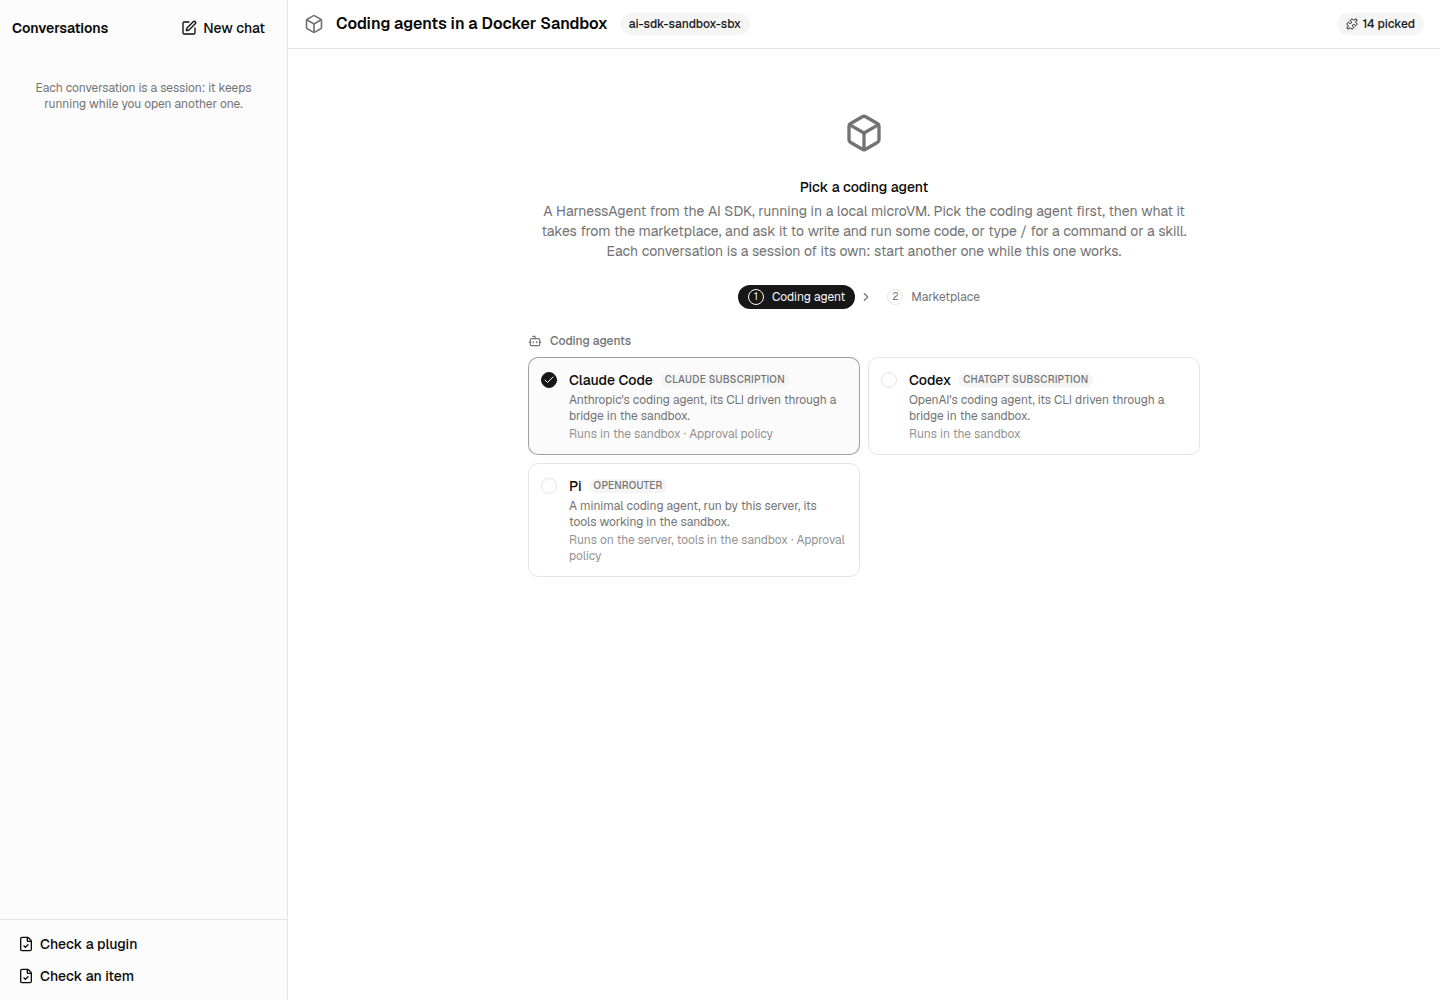 Conversations
New chat
Each conversation is a session: it keeps
running while you open another one.
Check a plugin
Check an item
Coding agents in a Docker Sandbox
ai-sdk-sandbox-sbx
14 picked
Pick a coding agent
A HarnessAgent from the AI SDK, running in a local microVM. Pick the coding agent first, then what it
takes from the marketplace, and ask it to write and run some code, or type / for a command or a skill.
Each conversation is a session of its own: start another one while this one works.
1 Coding agent
2 Marketplace
Coding agents
Claude Code CLAUDE SUBSCRIPTION
Anthropic's coding agent, its CLI driven through a
bridge in the sandbox.
Runs in the sandbox · Approval policy
Codex CHATGPT SUBSCRIPTION
OpenAI's coding agent, its CLI driven through a
bridge in the sandbox.
Runs in the sandbox
Pi OPENROUTER
A minimal coding agent, run by this server, its
tools working in the sandbox.
Runs on the server, tools in the sandbox · Approval
policy